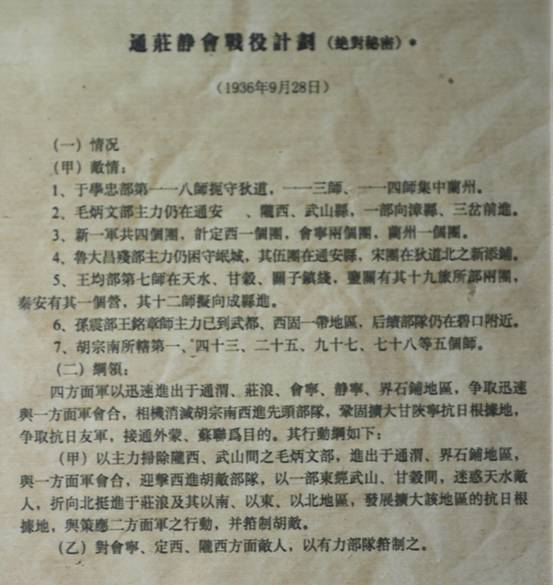 通莊静會戰役計劃（絶對秘密）*
（1936年9月28日）
（一）情况
（甲）敵情：
1、于學忠部第一一八師扼守狄道，一一三師、一一四師集中蘭州。
2、毛炳文部主力仍在通安 、隴西、武山縣，一部向漳縣、三岔前進。
3、新一軍共四個團，計定西一個團，會寧兩個團，蘭州一個團。
4、魯大昌殘部仍困守岷城，其伍團在通安縣，宋團在狄道北之新添鋪。
5、王均部第七師在天水、甘穀、關子鎮綫，鹽關有其十九旅所部兩團，
秦安有其一個營，其十二師擬向成縣進。
6、孫震部王銘章師主力已到武都、西固一帶地區，后續部隊仍在碧口附近。
7、胡宗南所轄第一、四十三、二十五、九十七、七十八等五個師。
（二）綱領：
四方面軍以迅速進出于通渭、莊浪、會寧、静寧、界石鋪地區，争取迅速
與一方面軍會合，相機消滅胡宗南西進先頭部隊，鞏固擴大甘陝寧抗日根據地，
争取抗日友軍，接通外蒙、蘇聯爲目的。其行動綱如下：
（甲）以主力掃除隴西、武山間之毛炳文部，進出于通渭、界石鋪地區，
與一方面軍會合，迎擊西進胡敵部隊，以一部東經武山、甘穀間，迷惑天水敵
人，折向北挺進于莊浪及其以南、以東、以北地區，發展擴大該地區的抗日根
據地，與策應二方面軍之行動，并箝制胡敵。
（乙）對會寧、定西、隴西方面敵人，以有力部隊箝制之。